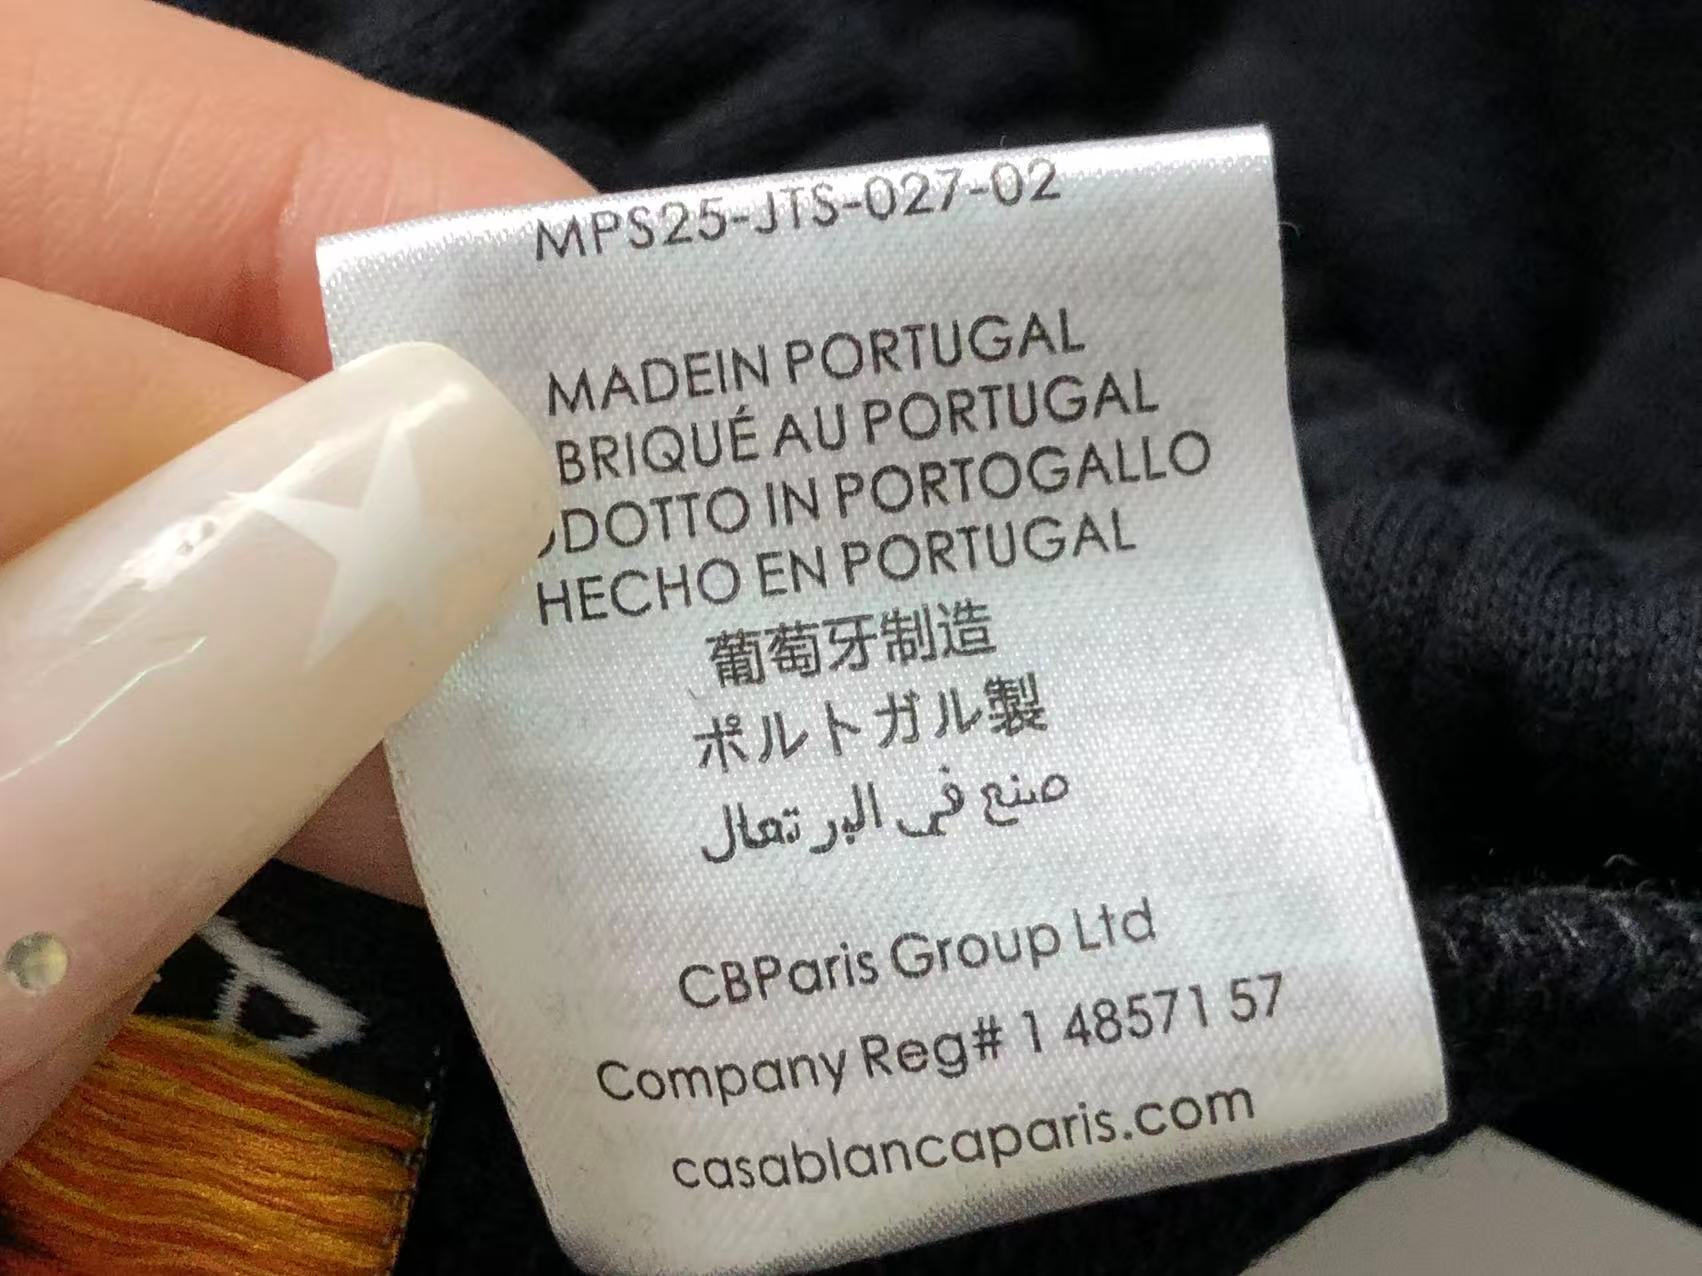 MPS25-JTS-027-02
MADEIN PORTUGAL
BRIQUÉ AU PORTUGAL
DOTTO IN PORTOGALLO
HECHO EN PORTUGAL
葡萄牙制造
ポルトガル製
صنع في البر تعال
CBParis Group Ltd
Company Reg# 1 48571 57
casablancaparis.com